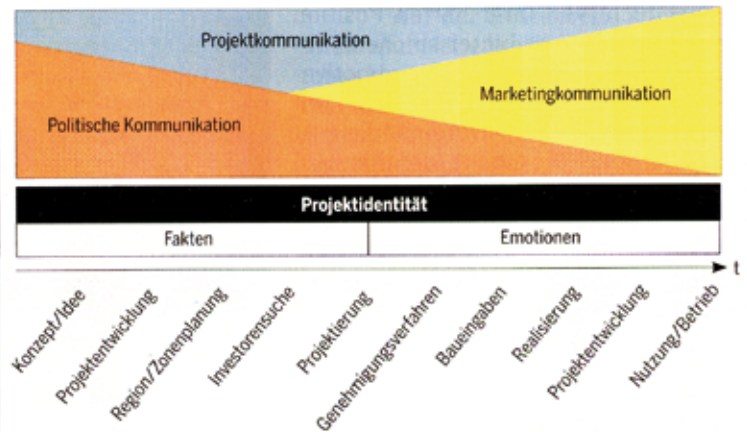 Projektkommunikation
Marketingkommunikation
Politische Kommunikation
Projektidentität
Fakten
Emotionen
t
Konzept/Idee
Projektentwicklung
Region/Zonenplanung
Investorensuche
Projektierung
Genehmigungsverfahren
Baueingaben
Realisierung
Projektentwicklung
Nutzung/Betrieb